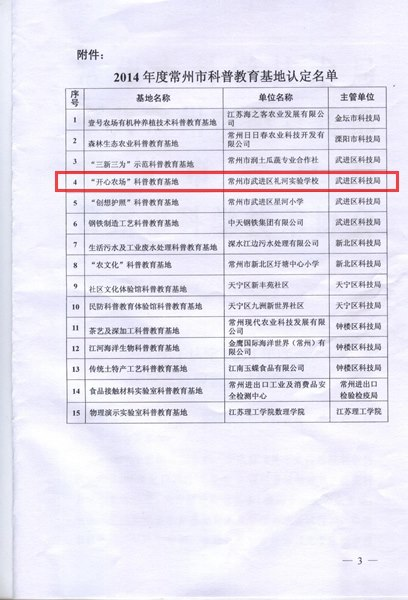 附件：
2014 年度常州市科普教育基地认定名单
序号 基地名称 单位名称 主管单位
1 壹号农场有机种养殖技术科普教育基地 江苏海之客农业发展有限公司 金坛市科技局
2 森林生态农业科普教育基地 常州日日春农业科技开发有限公司 溧阳市科技局
3 “三新三为”示范科普教育基地 常州市润土瓜蔬专业合作社 武进区科技局
4 “开心农场”科普教育基地 常州市武进区礼河实验学校 武进区科技局
5 “创想护照”科普教育基地 常州市武进区星河小学 武进区科技局
6 钢铁制造工艺科普教育基地 中天钢铁集团有限公司 武进区科技局
7 生活污水及工业废水处理科普教育基地 深水江边污水处理有限公司 新北区科技局
8 “农文化”科普教育基地 常州市新北区圩塘中心小学 新北区科技局
9 社区文化体验馆科普教育基地 天宁区新丰苑社区 天宁区科技局
10 民防科普教育体验馆科普教育基地 天宁区九洲新世界社区 天宁区科技局
11 茶艺及深加工科普教育基地 常州现代农业科技发展有限公司 钟楼区科技局
12 江河海洋生物科普教育基地 金鹰国际海洋世界（常州）有限公司 钟楼区科技局
13 传统土特产工艺科普教育基地 江南玉蝶食品有限公司 钟楼区科技局
14 食品接触材料实验室科普教育基地 常州进出口工业及消费品安全检测中心 常州进出口检验检疫局
15 物理演示实验室科普教育基地 江苏理工学院数理学院 江苏理工学院
— 3 —